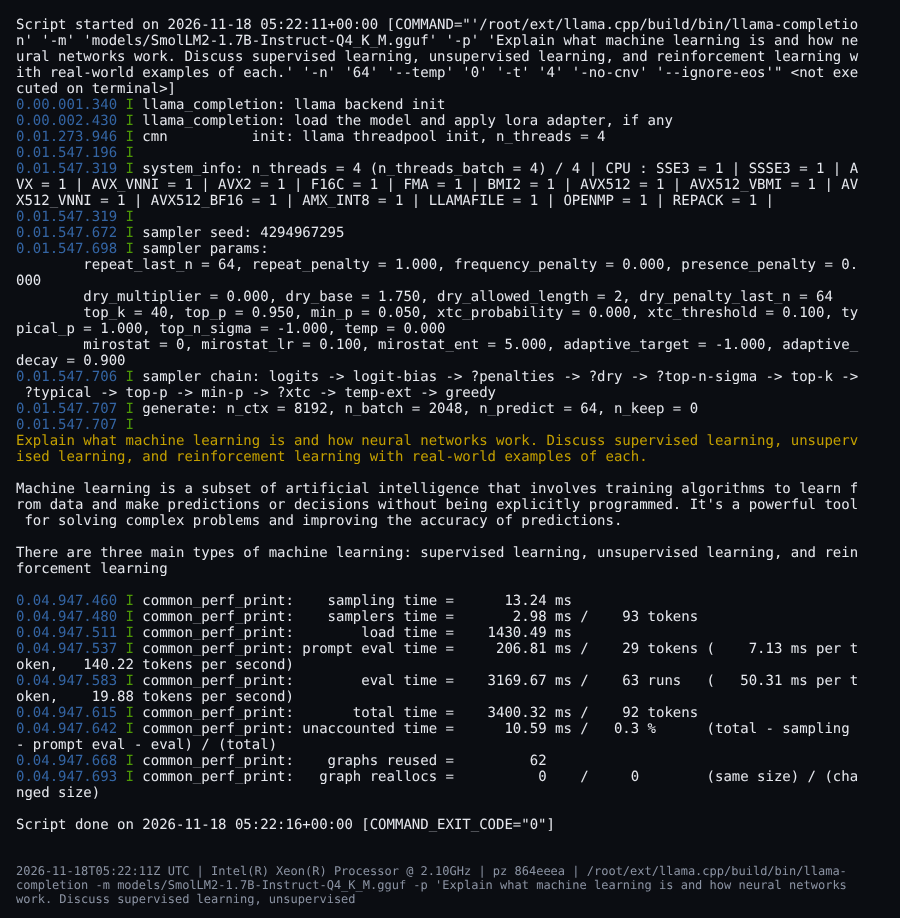 Script started on 2026-11-18 05:22:11+00:00 [COMMAND="'/root/ext/llama.cpp/build/bin/llama-completio
n' '-m' 'models/SmolLM2-1.7B-Instruct-Q4_K_M.gguf' '-p' 'Explain what machine learning is and how ne
ural networks work. Discuss supervised learning, unsupervised learning, and reinforcement learning w
ith real-world examples of each.' '-n' '64' '--temp' '0' '-t' '4' '-no-cnv' '--ignore-eos'" <not exe
cuted on terminal>]
0.00.001.340 I llama_completion: llama backend init
0.00.002.430 I llama_completion: load the model and apply lora adapter, if any
0.01.273.946 I cmn          init: llama threadpool init, n_threads = 4
0.01.547.196 I
0.01.547.319 I system_info: n_threads = 4 (n_threads_batch = 4) / 4 | CPU : SSE3 = 1 | SSSE3 = 1 | A
VX = 1 | AVX_VNNI = 1 | AVX2 = 1 | F16C = 1 | FMA = 1 | BMI2 = 1 | AVX512 = 1 | AVX512_VBMI = 1 | AV
X512_VNNI = 1 | AVX512_BF16 = 1 | AMX_INT8 = 1 | LLAMAFILE = 1 | OPENMP = 1 | REPACK = 1 |
0.01.547.319 I
0.01.547.672 I sampler seed: 4294967295
0.01.547.698 I sampler params:
        repeat_last_n = 64, repeat_penalty = 1.000, frequency_penalty = 0.000, presence_penalty = 0.
000
        dry_multiplier = 0.000, dry_base = 1.750, dry_allowed_length = 2, dry_penalty_last_n = 64
        top_k = 40, top_p = 0.950, min_p = 0.050, xtc_probability = 0.000, xtc_threshold = 0.100, ty
pical_p = 1.000, top_n_sigma = -1.000, temp = 0.000
        mirostat = 0, mirostat_lr = 0.100, mirostat_ent = 5.000, adaptive_target = -1.000, adaptive_
decay = 0.900
0.01.547.706 I sampler chain: logits -> logit-bias -> ?penalties -> ?dry -> ?top-n-sigma -> top-k ->
 ?typical -> top-p -> min-p -> ?xtc -> temp-ext -> greedy
0.01.547.707 I generate: n_ctx = 8192, n_batch = 2048, n_predict = 64, n_keep = 0
0.01.547.707 I
Explain what machine learning is and how neural networks work. Discuss supervised learning, unsuperv
ised learning, and reinforcement learning with real-world examples of each.

Machine learning is a subset of artificial intelligence that involves training algorithms to learn f
rom data and make predictions or decisions without being explicitly programmed. It's a powerful tool
 for solving complex problems and improving the accuracy of predictions.

There are three main types of machine learning: supervised learning, unsupervised learning, and rein
forcement learning

0.04.947.460 I common_perf_print:    sampling time =      13.24 ms
0.04.947.480 I common_perf_print:    samplers time =       2.98 ms /    93 tokens
0.04.947.511 I common_perf_print:        load time =    1430.49 ms
0.04.947.537 I common_perf_print: prompt eval time =     206.81 ms /    29 tokens (    7.13 ms per t
oken,   140.22 tokens per second)
0.04.947.583 I common_perf_print:        eval time =    3169.67 ms /    63 runs   (   50.31 ms per t
oken,    19.88 tokens per second)
0.04.947.615 I common_perf_print:       total time =    3400.32 ms /    92 tokens
0.04.947.642 I common_perf_print: unaccounted time =      10.59 ms /   0.3 %      (total - sampling 
- prompt eval - eval) / (total)
0.04.947.668 I common_perf_print:    graphs reused =         62
0.04.947.693 I common_perf_print:   graph reallocs =          0    /     0        (same size) / (cha
nged size)

Script done on 2026-11-18 05:22:16+00:00 [COMMAND_EXIT_CODE="0"]

2026-11-18T05:22:11Z UTC | Intel(R) Xeon(R) Processor @ 2.10GHz | pz 864eeea | /root/ext/llama.cpp/build/bin/llama-
completion -m models/SmolLM2-1.7B-Instruct-Q4_K_M.gguf -p 'Explain what machine learning is and how neural networks
work. Discuss supervised learning, unsupervised